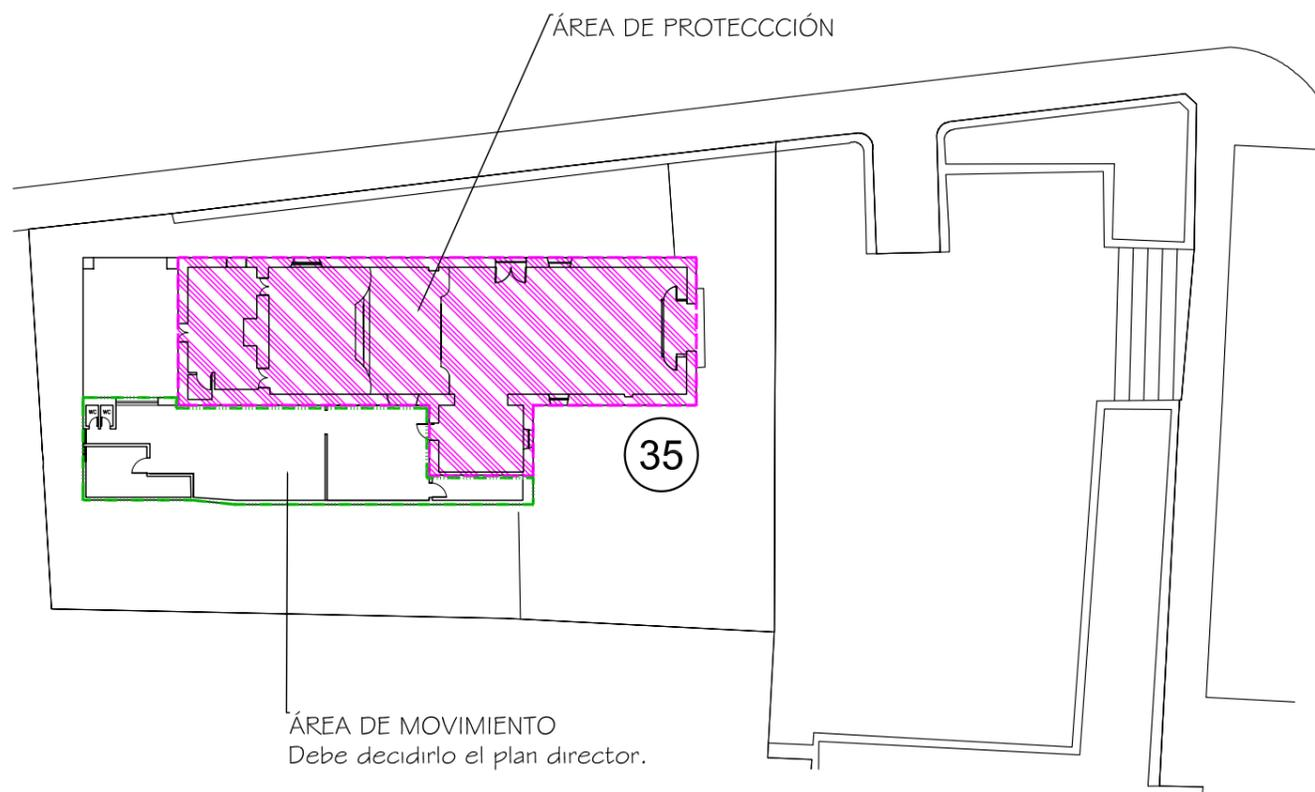 ÁREA DE PROTECCCIÓN
WC WC
35
ÁREA DE MOVIMIENTO
Debe decidirlo el plan director.